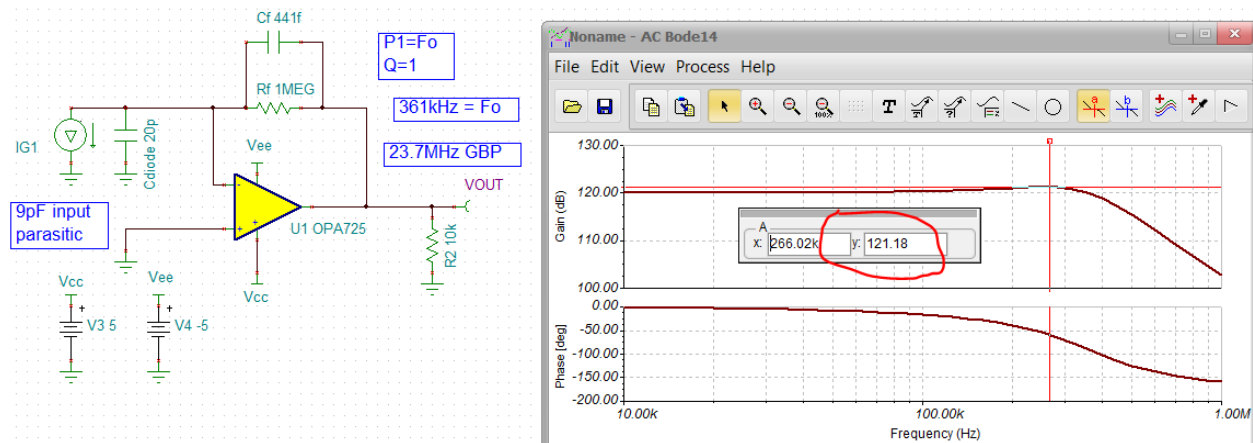 Cf 441f
Rf 1MEG
P1=Fo
Q=1
361kHz = Fo
23.7MHz GBP
IG1
Cdiode 20p
Vee
VOUT
9pF input
parasitic
-
+
+
U1 OPA725
R2 10k
Vcc
Vcc
+
V3 5
Vee
+
V4 -5
Noname - AC Bode14
File Edit View Process Help
100%
T
a
b
130.00
120.00
110.00
100.00
Gain (dB)
A
x: 266.02k y: 121.18
0.00
-50.00
-100.00
-150.00
-200.00
Phase [deg]
10.00k
100.00k
1.00M
Frequency (Hz)